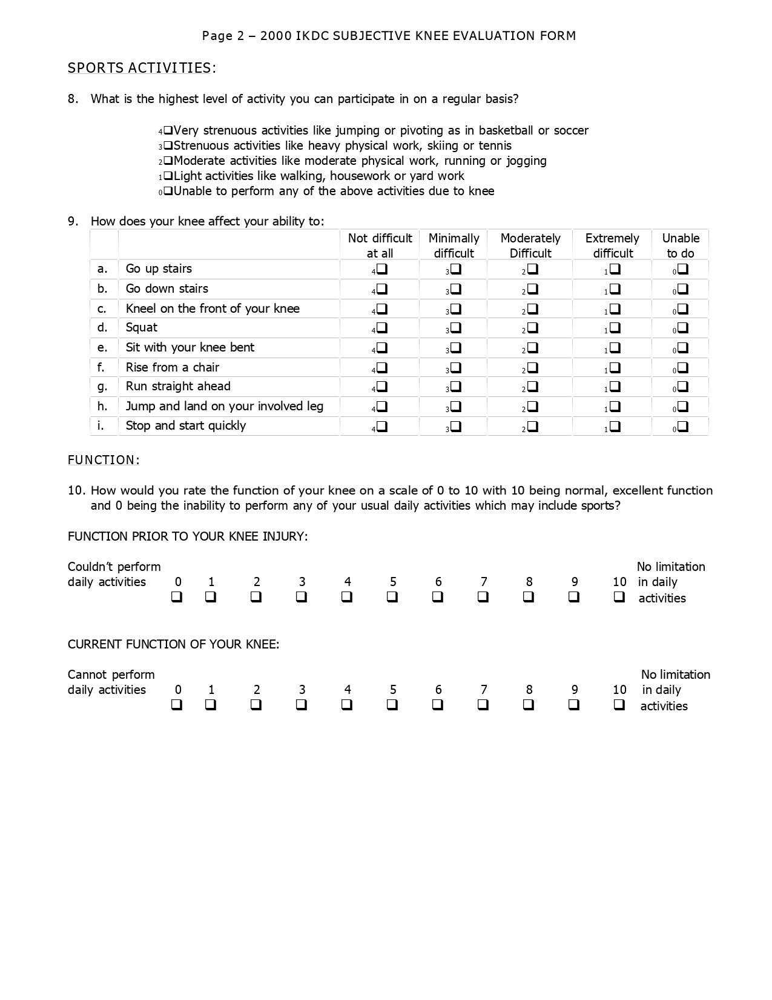 Page 2 – 2000 IKDC SUBJECTIVE KNEE EVALUATION FORM
SPORTS ACTIVITIES:
8. What is the highest level of activity you can participate in on a regular basis?
4❑Very strenuous activities like jumping or pivoting as in basketball or soccer
3❑Strenuous activities like heavy physical work, skiing or tennis
2❑Moderate activities like moderate physical work, running or jogging
1❑Light activities like walking, housework or yard work
0❑Unable to perform any of the above activities due to knee
9. How does your knee affect your ability to:
Not difficult Minimally Moderately Extremely Unable
at all difficult Difficult difficult to do
a. Go up stairs 4❑ 3❑ 2❑ 1❑ 0❑
b. Go down stairs 4❑ 3❑ 2❑ 1❑ 0❑
c. Kneel on the front of your knee 4❑ 3❑ 2❑ 1❑ 0❑
d. Squat 4❑ 3❑ 2❑ 1❑ 0❑
e. Sit with your knee bent 4❑ 3❑ 2❑ 1❑ 0❑
f. Rise from a chair 4❑ 3❑ 2❑ 1❑ 0❑
g. Run straight ahead 4❑ 3❑ 2❑ 1❑ 0❑
h. Jump and land on your involved leg 4❑ 3❑ 2❑ 1❑ 0❑
i. Stop and start quickly 4❑ 3❑ 2❑ 1❑ 0❑
FUNCTION:
10. How would you rate the function of your knee on a scale of 0 to 10 with 10 being normal, excellent function
and 0 being the inability to perform any of your usual daily activities which may include sports?
FUNCTION PRIOR TO YOUR KNEE INJURY:
Couldn’t perform No limitation
daily activities 0 1 2 3 4 5 6 7 8 9 10 in daily
❑ ❑ ❑ ❑ ❑ ❑ ❑ ❑ ❑ ❑ ❑ activities
CURRENT FUNCTION OF YOUR KNEE:
Cannot perform No limitation
daily activities 0 1 2 3 4 5 6 7 8 9 10 in daily
❑ ❑ ❑ ❑ ❑ ❑ ❑ ❑ ❑ ❑ ❑ activities